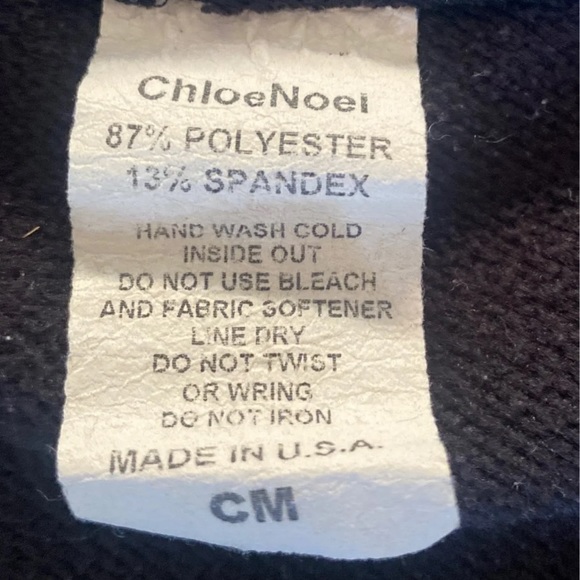 ChloeNoel
87% POLYESTER
13% SPANDEX
HAND WASH COLD
INSIDE OUT
DO NOT USE BLEACH
AND FABRIC SOFTENER
LINE DRY
DO NOT TWIST
OR WRING
DO NOT IRON
MADE IN U.S.A.
CM